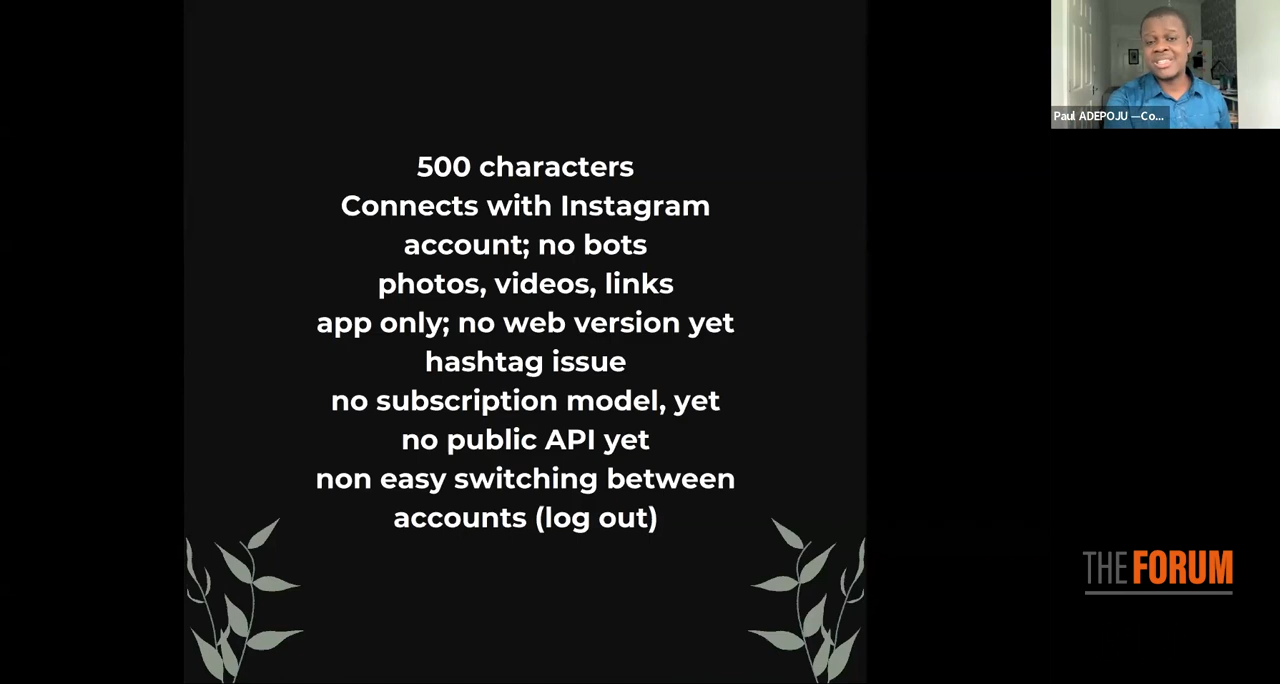 500 characters
Connects with Instagram
account; no bots
photos, videos, links
app only; no web version yet
hashtag issue
no subscription model, yet
no public API yet
non easy switching between
accounts (log out)
Paul ADEPOJU —Co...
THE FORUM